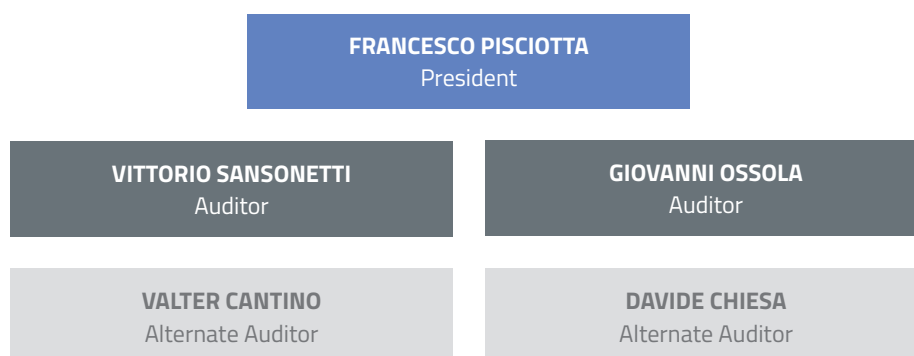 FRANCESCO PISCIOTTA
President
VITTORIO SANSONETTI
Auditor
GIOVANNI OSSOLA
Auditor
VALTER CANTINO
Alternate Auditor
DAVIDE CHIESA
Alternate Auditor